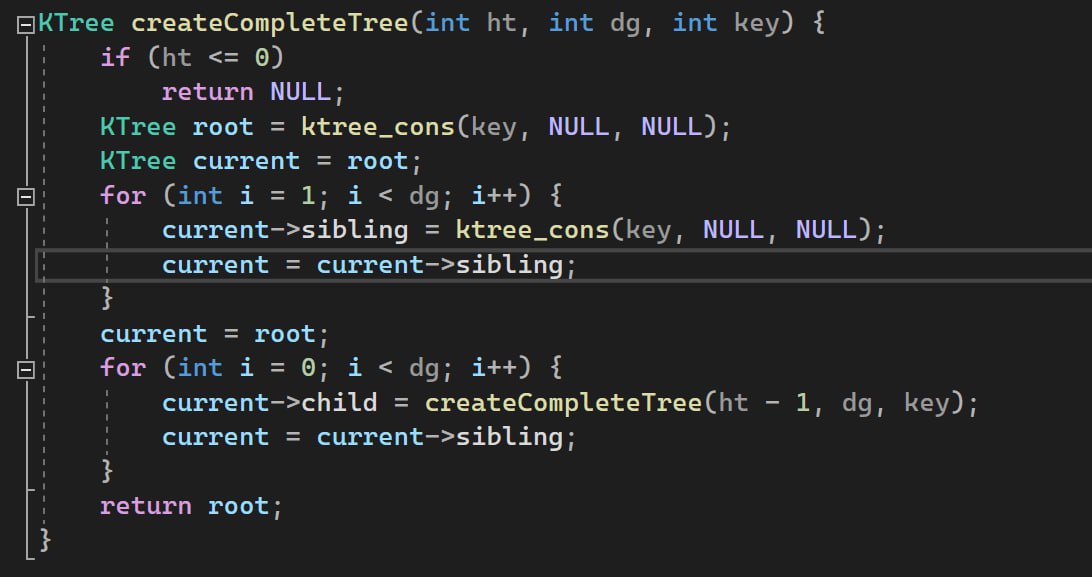 KTree createCompleteTree(int ht, int dg, int key) {
    if (ht <= 0)
        return NULL;
    KTree root = ktree_cons(key, NULL, NULL);
    KTree current = root;
    for (int i = 1; i < dg; i++) {
        current->sibling = ktree_cons(key, NULL, NULL);
        current = current->sibling;
    }
    current = root;
    for (int i = 0; i < dg; i++) {
        current->child = createCompleteTree(ht - 1, dg, key);
        current = current->sibling;
    }
    return root;
}